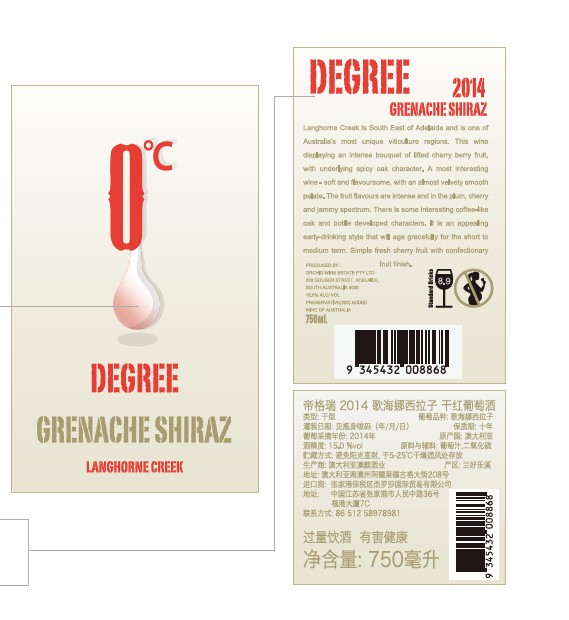 °C
DEGREE
GRENACHE SHIRAZ
LANGHORNE CREEK
DEGREE
2014
GRENACHE SHIRAZ
Langhorne Creek is South East of Adelaide and is one of
Australia's most unique viticulture regions. This wine
displaying an intense bouquet of lifted cherry berry fruit,
with underlying spicy oak character. A most interesting
wine - soft and flavoursome, with an almost velvety smooth
palate. The fruit flavours are intense and in the plum, cherry
and jammy spectrum. There is some interesting coffee-like
oak and bottle developed characters. It is an appealing
early-drinking style that will age gracefully for the short to
medium term. Simple fresh cherry fruit with confectionary
fruit finish.
PRODUCED BY :
ORCHID WINE ESTATE PTY LTD
208 GOUGER STREET, ADELAIDE,
SOUTH AUSTRALIA 5000
15.0% ALC/ VOL
PRESERVATIVE(220) ADDED
WINE OF AUSTRALIA
750ml.
Standard Drinks
8.9
9 345432 008868
帝格瑞 2014 歌海娜西拉子 干红葡萄酒
类型: 干型 葡萄品种: 歌海娜西拉子
灌装日期: 见瓶身喷码（年/月/日） 保质期: 十年
葡萄采摘年份: 2014年 原产国: 澳大利亚
酒精度: 15.0 %vol 原料与辅料: 葡萄汁,二氧化硫
贮藏方式: 避免阳光直射, 于5-25℃干燥通风处存放
生产商: 澳大利亚澳麒酒业 产区: 兰好乐溪
地址: 澳大利亚南澳州阿德莱德古格大街208号
进口商: 张家港保税区杰罗莎国际贸易有限公司
地址: 中国江苏省张家港市人民中路36号
福港大厦7C
联系方式: 86 512 58978981
过量饮酒 有害健康
净含量: 750毫升
9 345432 008868